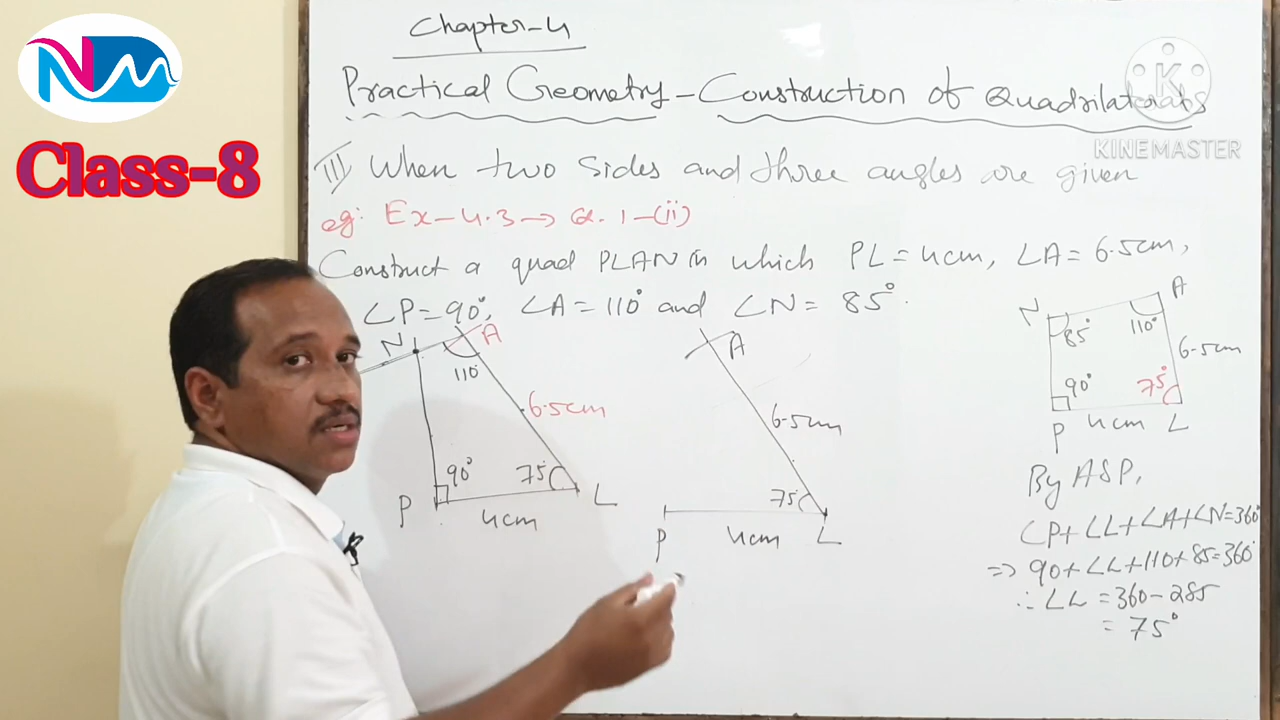 NM
Class-8
Chapter-4
Practical Geometry - Construction of Quadrilaterals
K
KINEMASTER
III) When two sides and three angles are given
eg: Ex-4.3 → Q.1-(ii)
Construct a quad PLAN in which PL = 4cm, LA = 6.5cm,
∠P = 90°, ∠A = 110° and ∠N = 85°.
N A
110°
6.5cm
90° 75°
P 4cm L
A
6.5cm
75°
P 4cm L
N A
85° 110°
6.5cm
90° 75°
P 4cm L
By ASP,
∠P+∠L+∠A+∠N=360°
⇒ 90+∠L+110+85=360°
∴ ∠L = 360-285
= 75°